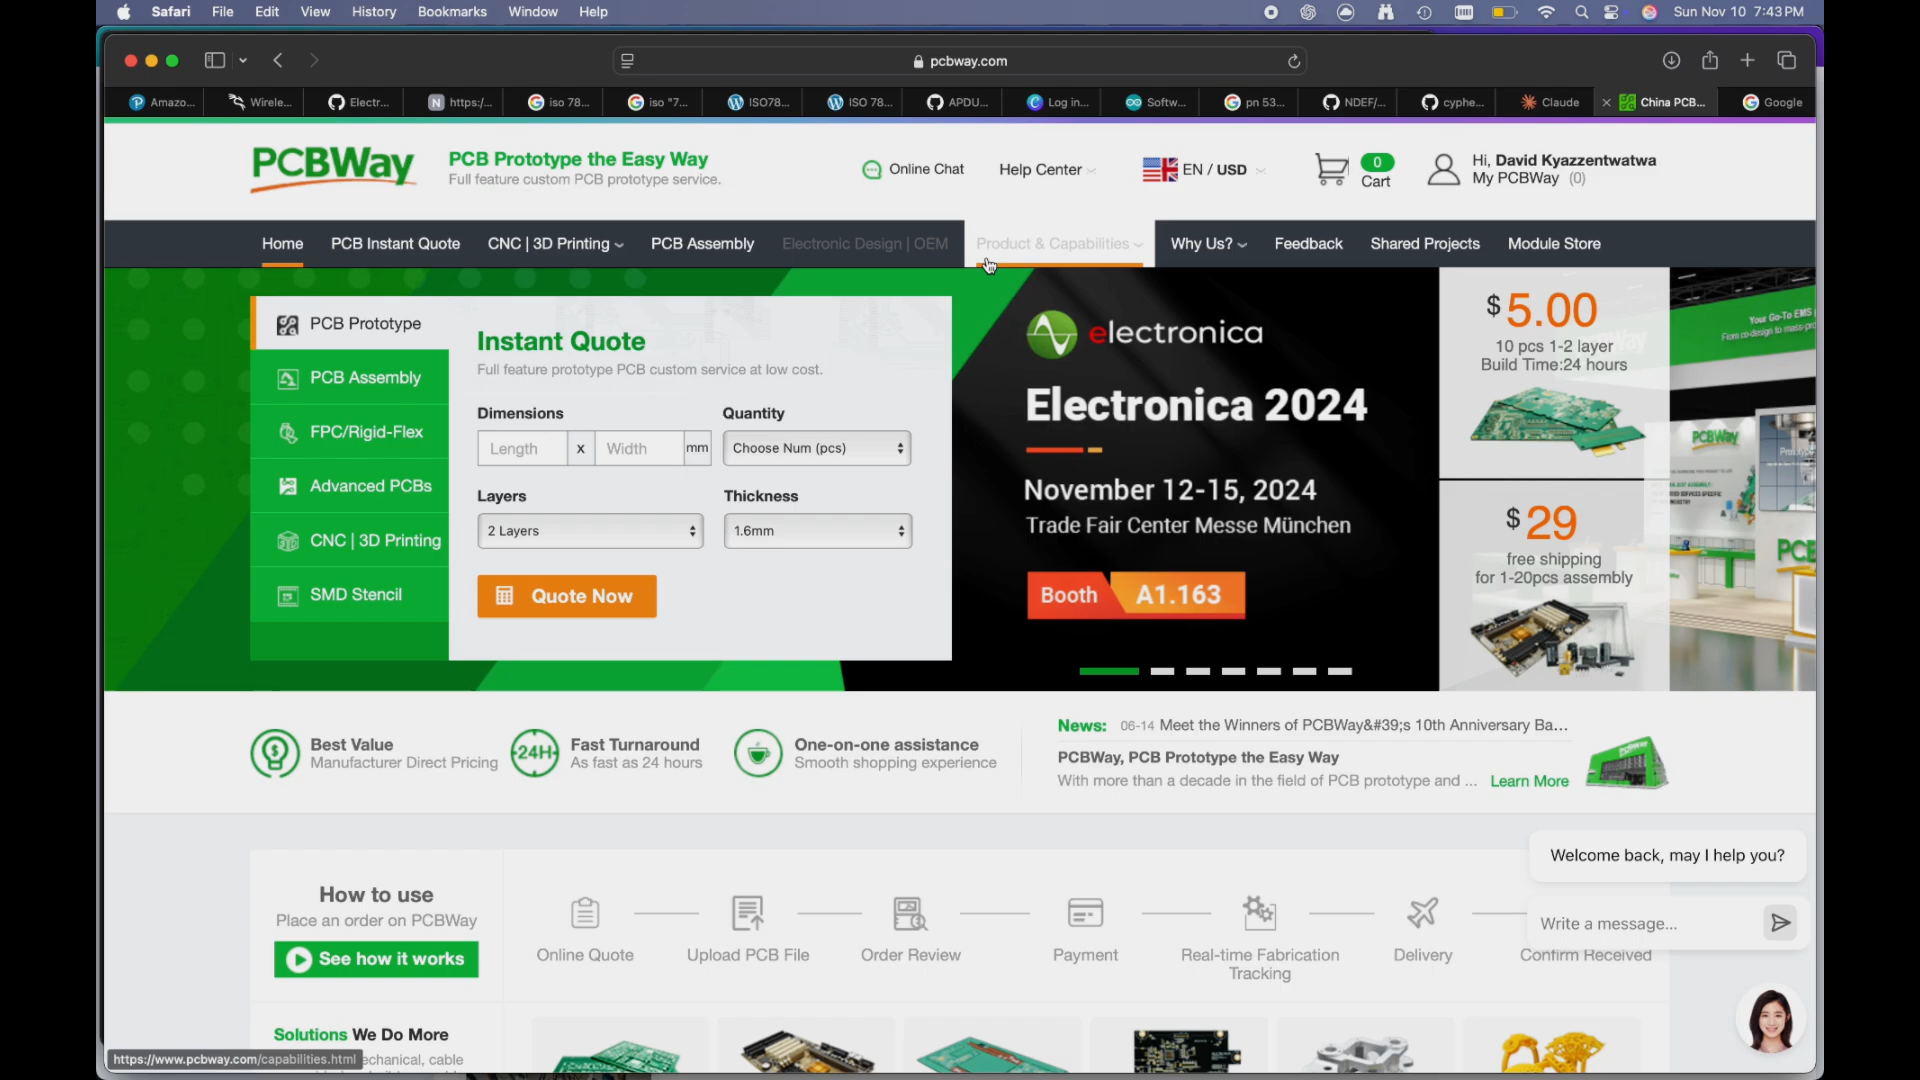 Safari File Edit View History Bookmarks Window Help Sun Nov 10 7:43 PM
pcbway.com
Amazo... Wirele... Electr... https:/... iso 78... iso "7... ISO78... ISO 78... APDU... Log in... Softw... pn 53... NDEF/... cyphe... Claude China PCB... Google
PCBWay
PCB Prototype the Easy Way
Full feature custom PCB prototype service.
Online Chat
Help Center
EN / USD
0
Cart
Hi, David Kyazzentwatwa
My PCBWay (0)
Home PCB Instant Quote CNC | 3D Printing PCB Assembly Electronic Design | OEM Product & Capabilities Why Us? Feedback Shared Projects Module Store
PCB Prototype
PCB Assembly
FPC/Rigid-Flex
Advanced PCBs
CNC | 3D Printing
SMD Stencil
Instant Quote
Full feature prototype PCB custom service at low cost.
Dimensions Quantity
Length x Width mm Choose Num (pcs)
Layers Thickness
2 Layers 1.6mm
Quote Now
electronica
Electronica 2024
November 12-15, 2024
Trade Fair Center Messe München
Booth A1.163
$5.00
10 pcs 1-2 layer
Build Time:24 hours
$29
free shipping
for 1-20pcs assembly
Your Go-To EMS
PCBWay
Best Value
Manufacturer Direct Pricing
24H
Fast Turnaround
As fast as 24 hours
One-on-one assistance
Smooth shopping experience
News: 06-14 Meet the Winners of PCBWay&#39;s 10th Anniversary Ba...
PCBWay, PCB Prototype the Easy Way
With more than a decade in the field of PCB prototype and ... Learn More
Welcome back, may I help you?
Write a message...
How to use
Place an order on PCBWay
See how it works
Online Quote
Upload PCB File
Order Review
Payment
Real-time Fabrication
Tracking
Delivery
Confirm Received
Solutions We Do More
echanical, cable
https://www.pcbway.com/capabilities.html